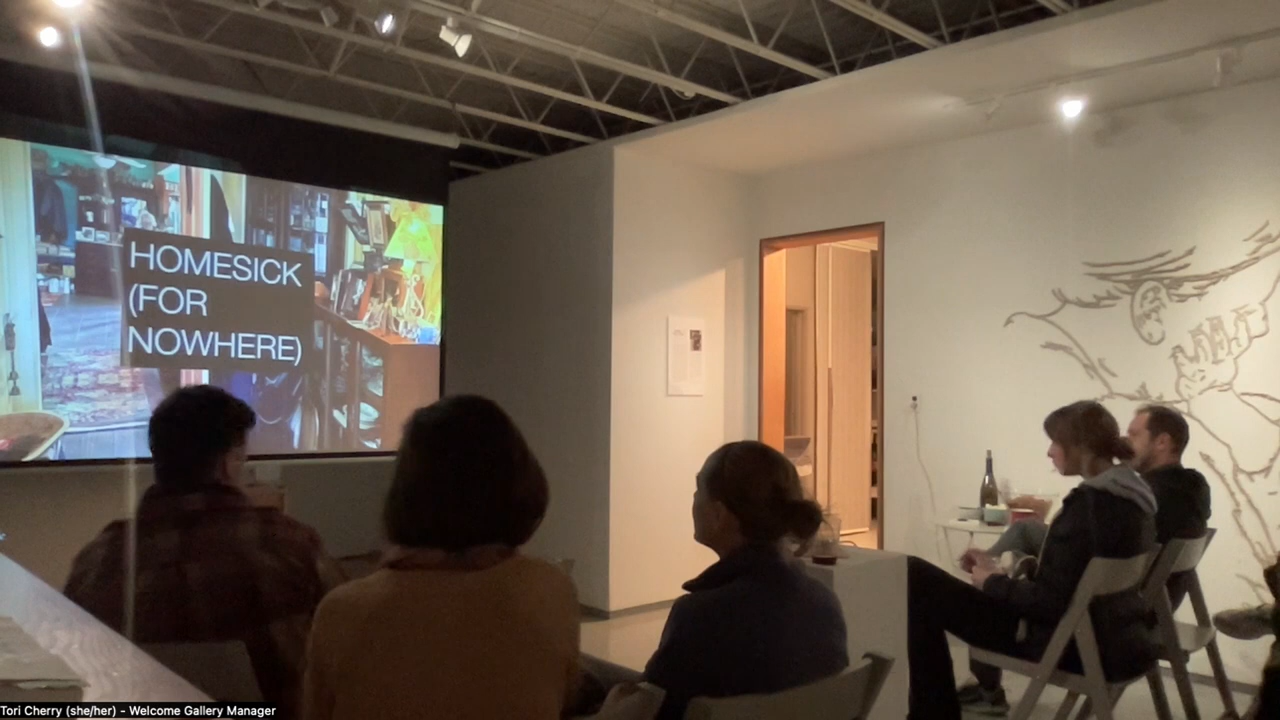 HOMESICK
(FOR
NOWHERE)
Tori Cherry (she/her) - Welcome Gallery Manager